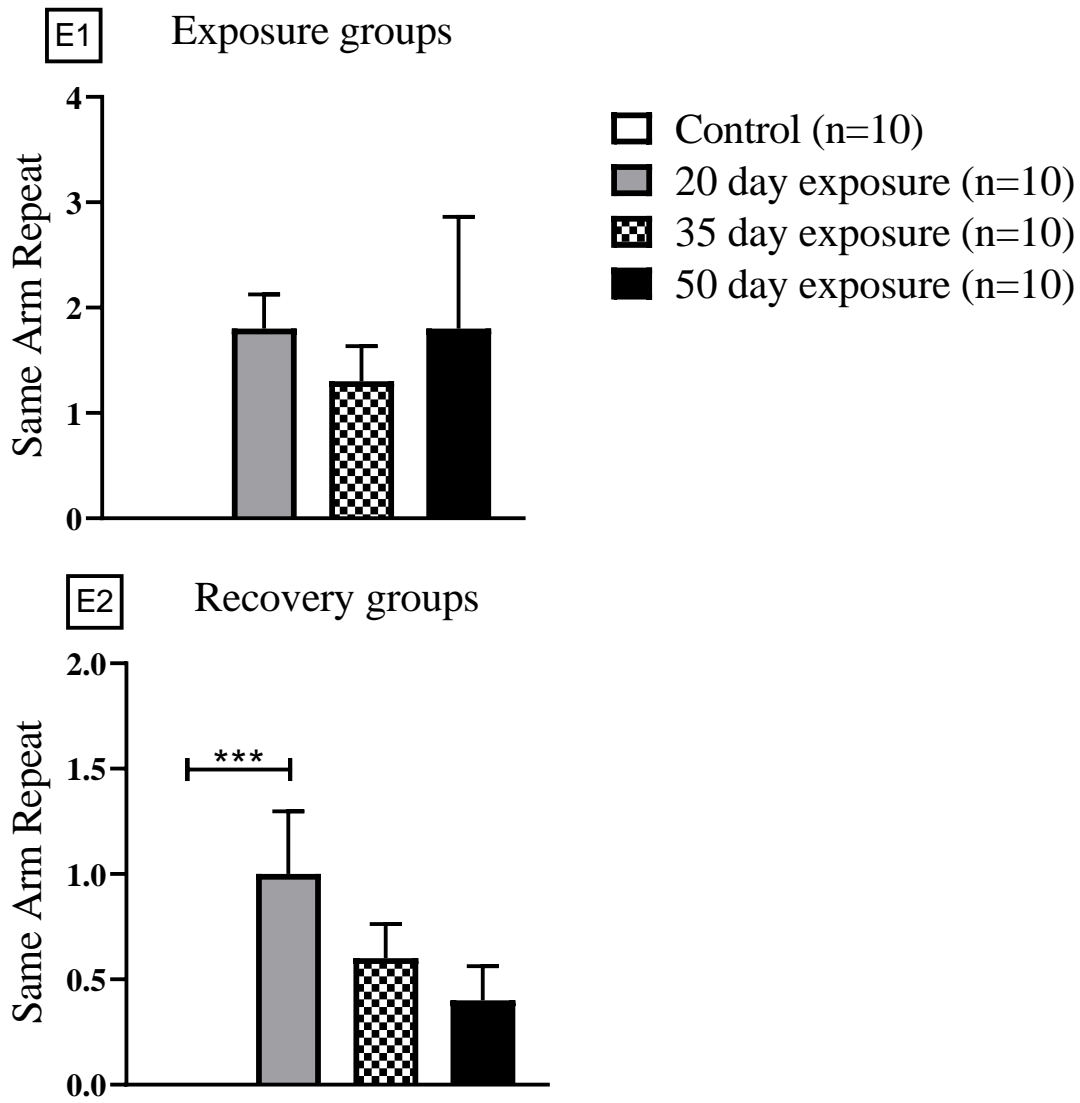 E1 Exposure groups
Same Arm Repeat
4
3
2
1
0
Control (n=10)
20 day exposure (n=10)
35 day exposure (n=10)
50 day exposure (n=10)
E2 Recovery groups
Same Arm Repeat
2.0
1.5
1.0
0.5
0.0
***